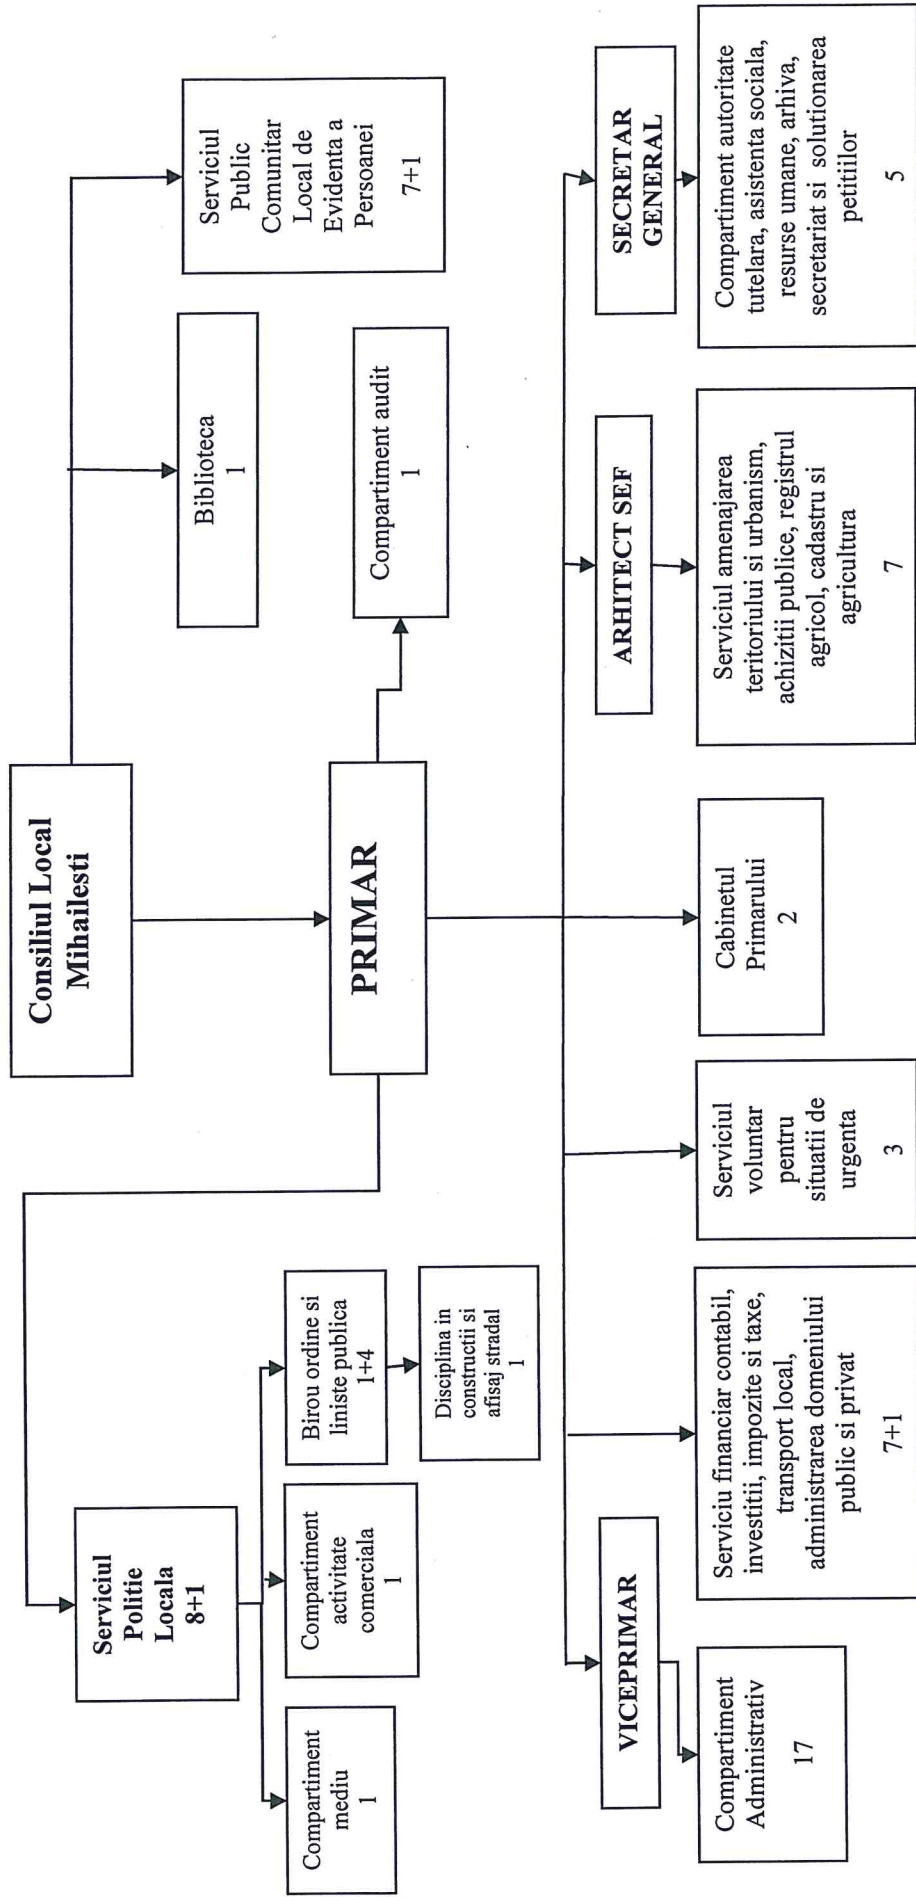 Consiliul Local
Mihailesti
Serviciul
Public
Comunitar
Local de
Evidenta a
Persoanei
7+1
Biblioteca
1
PRIMAR
Compartiment audit
1
Serviciul
Politie
Locala
8+1
Compartiment
mediu
1
Compartiment
activitate
comerciala
1
Birou ordine si
liniste publica
1+4
Disciplina in
constructii si
afisaj stradal
1
VICEPRIMAR
Compartiment
Administrativ
17
Serviciu financiar contabil,
investitii, impozite si taxe,
transport local,
administrarea domeniului
public si privat
7+1
Serviciul
voluntar
pentru
situatii de
urgenta
3
Cabinetul
Primarului
2
ARHITECT SEF
Serviciul amenajarea
teritoriului si urbanism,
achizitii publice, registrul
agricol, cadastru si
agricultura
7
SECRETAR
GENERAL
Compartiment autoritate
tutelara, asistenta sociala,
resurse umane, arhiva,
secretariat si solutionarea
petitiilor
5